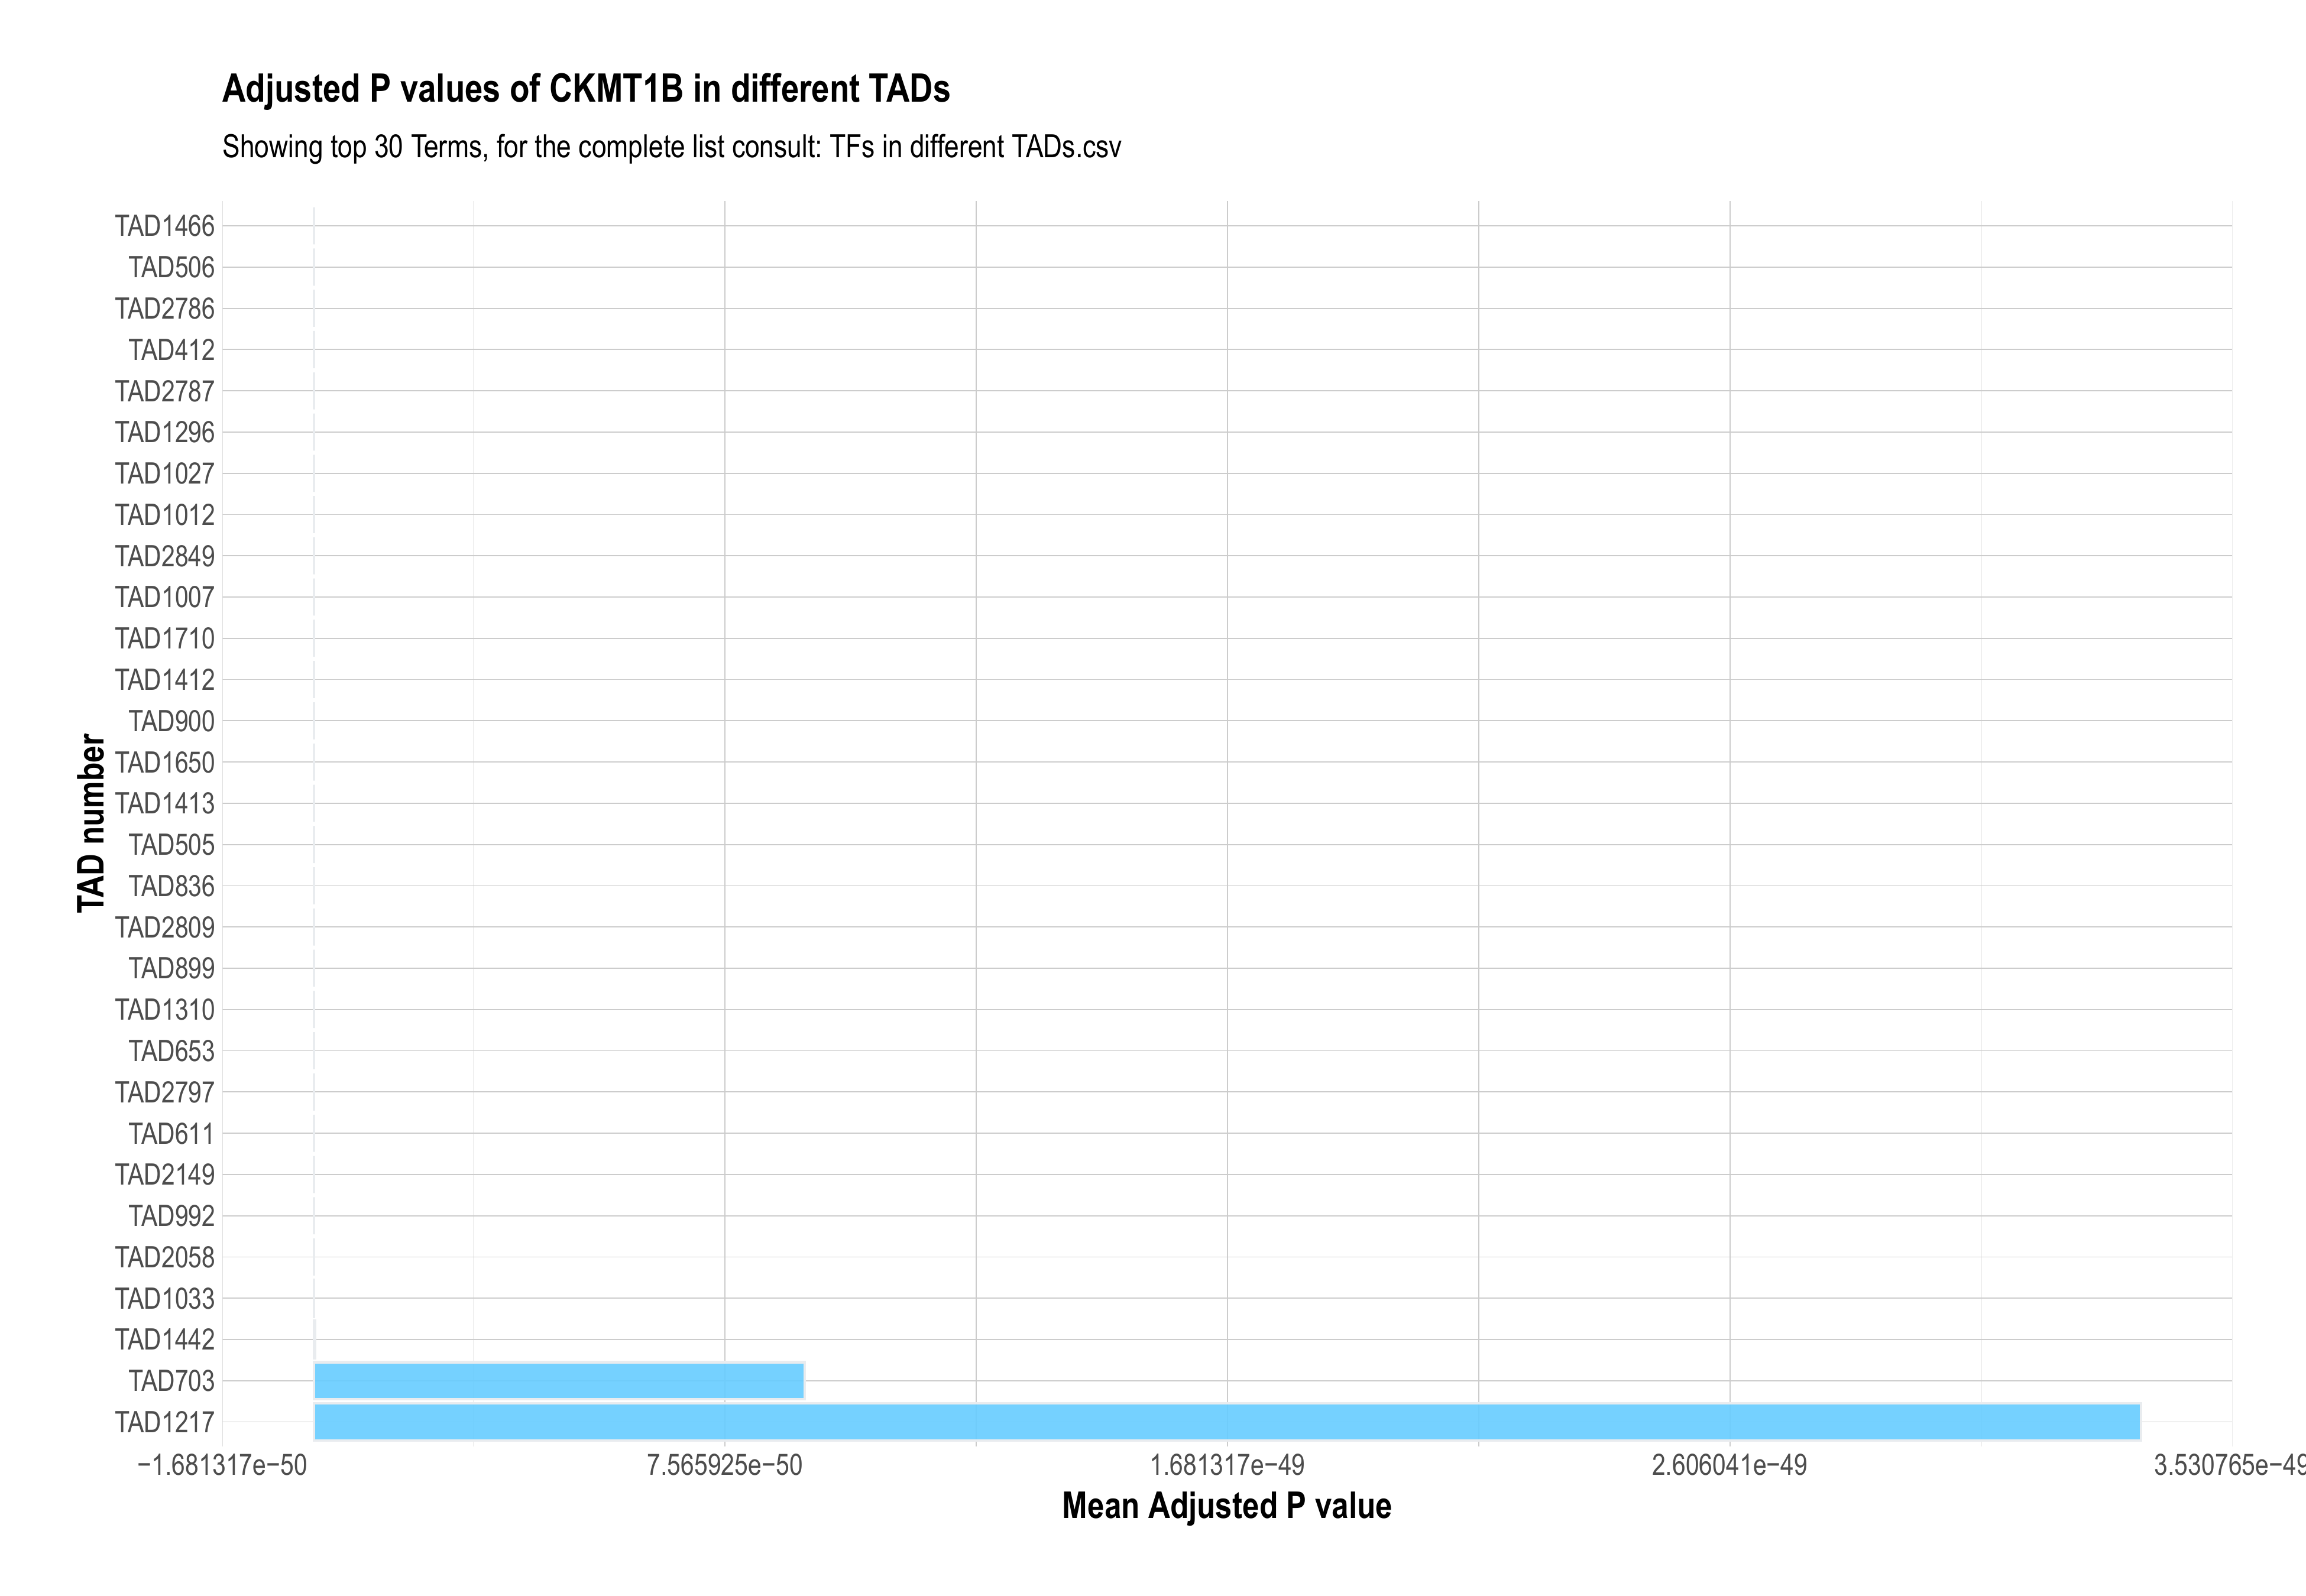 Adjusted P values of CKMT1B in different TADs
Showing top 30 Terms, for the complete list consult: TFs in different TADs.csv
TAD number
TAD1466
TAD506
TAD2786
TAD412
TAD2787
TAD1296
TAD1027
TAD1012
TAD2849
TAD1007
TAD1710
TAD1412
TAD900
TAD1650
TAD1413
TAD505
TAD836
TAD2809
TAD899
TAD1310
TAD653
TAD2797
TAD611
TAD2149
TAD992
TAD2058
TAD1033
TAD1442
TAD703
TAD1217
−1.681317e−50 7.565925e−50 1.681317e−49 2.606041e−49 3.530765e−49
Mean Adjusted P value